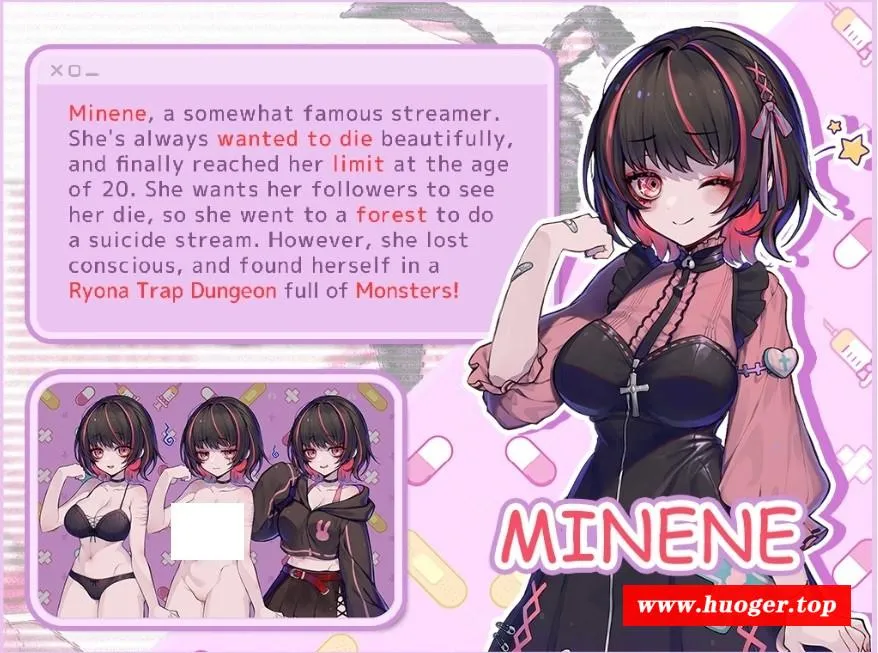 Minene, a somewhat famous streamer.
She's always wanted to die beautifully,
and finally reached her limit at the age
of 20. She wants her followers to see
her die, so she went to a forest to do
a suicide stream. However, she lost
conscious, and found herself in a
Ryona Trap Dungeon full of Monsters!
MINENE
www.huoger.top